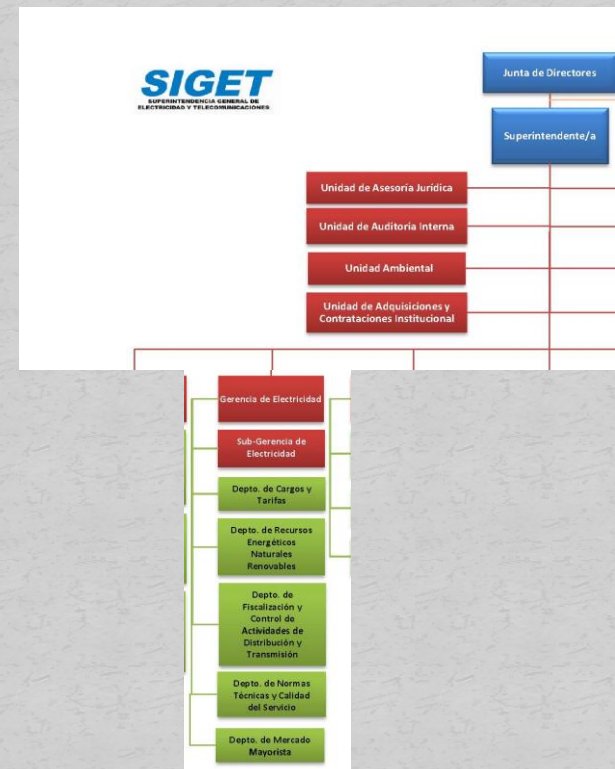 SIGET
SUPERINTENDENCIA GENERAL DE
ELECTRICIDAD Y TELECOMUNICACIONES
Junta de Directores
Superintendente/a
Unidad de Asesoría Jurídica
Unidad de Auditoría Interna
Unidad Ambiental
Unidad de Adquisiciones y
Contrataciones Institucional
Gerencia de Electricidad
Sub-Gerencia de
Electricidad
Depto. de Cargos y
Tarifas
Depto. de Recursos
Energéticos
Naturales
Renovables
Depto. de
Fiscalización y
Control de
Actividades de
Distribución y
Transmisión
Depto. de Normas
Técnicas y Calidad
del Servicio
Depto. de Mercado
Mayorista